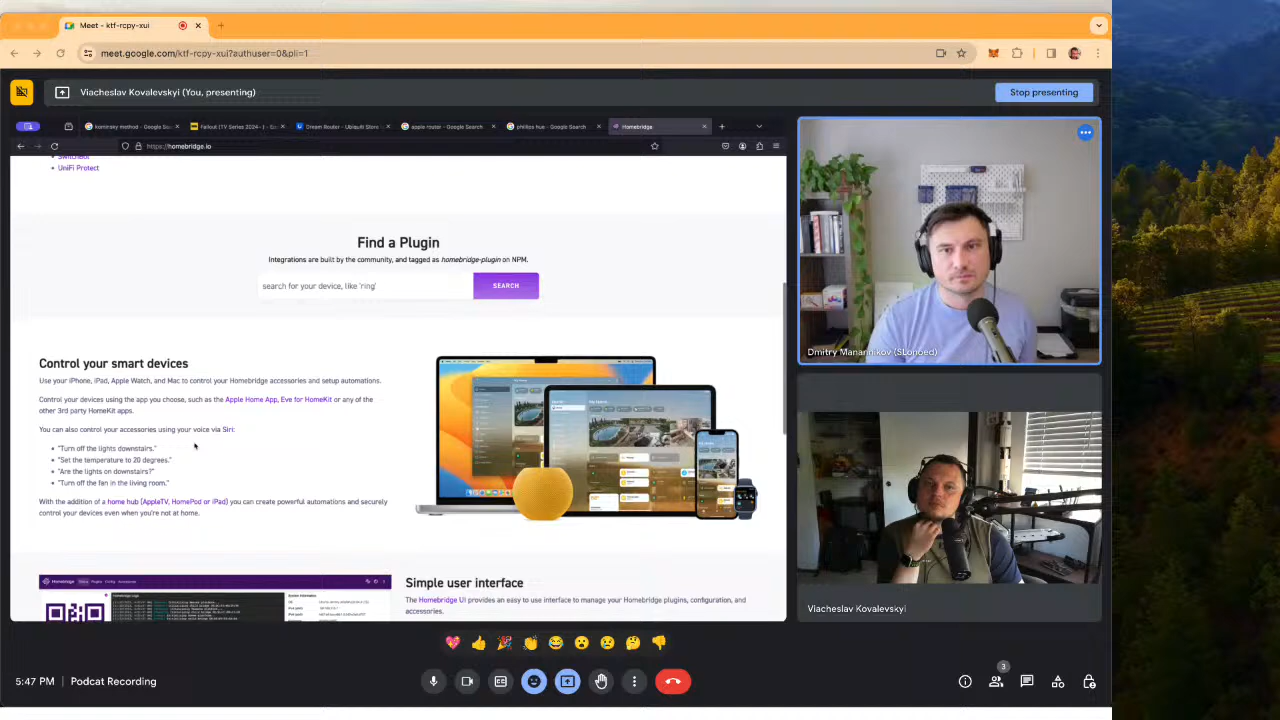 Meet - ktf-rcpy-xui
meet.google.com/ktf-rcpy-xui?authuser=0&pli=1
Viacheslav Kovalevskyi (You, presenting)
Stop presenting
kominsky method - Google Se
Fallout (TV Series 2024– ) - E
Dream Router - Ubiquiti Store
apple router - Google Search
phillips hue - Google Search
Homebridge
https://homebridge.io
SwitchBot
UniFi Protect
Find a Plugin
Integrations are built by the community, and tagged as homebridge-plugin on NPM.
search for your device, like 'ring'
SEARCH
Control your smart devices
Use your iPhone, iPad, Apple Watch, and Mac to control your Homebridge accessories and setup automations.
Control your devices using the app you choose, such as the Apple Home App, Eve for HomeKit or any of the
other 3rd party HomeKit apps.
You can also control your accessories using your voice via Siri:
"Turn off the lights downstairs."
"Set the temperature to 20 degrees."
"Are the lights on downstairs?"
"Turn off the fan in the living room."
With the addition of a home hub (AppleTV, HomePod or iPad) you can create powerful automations and securely
control your devices even when you're not at home.
Homebridge
Simple user interface
The Homebridge UI provides an easy to use interface to manage your Homebridge plugins, configuration, and
accessories.
Dmitry Manannikov (SLonoed)
Viacheslav Kovalevskyi
5:47 PM | Podcat Recording
3